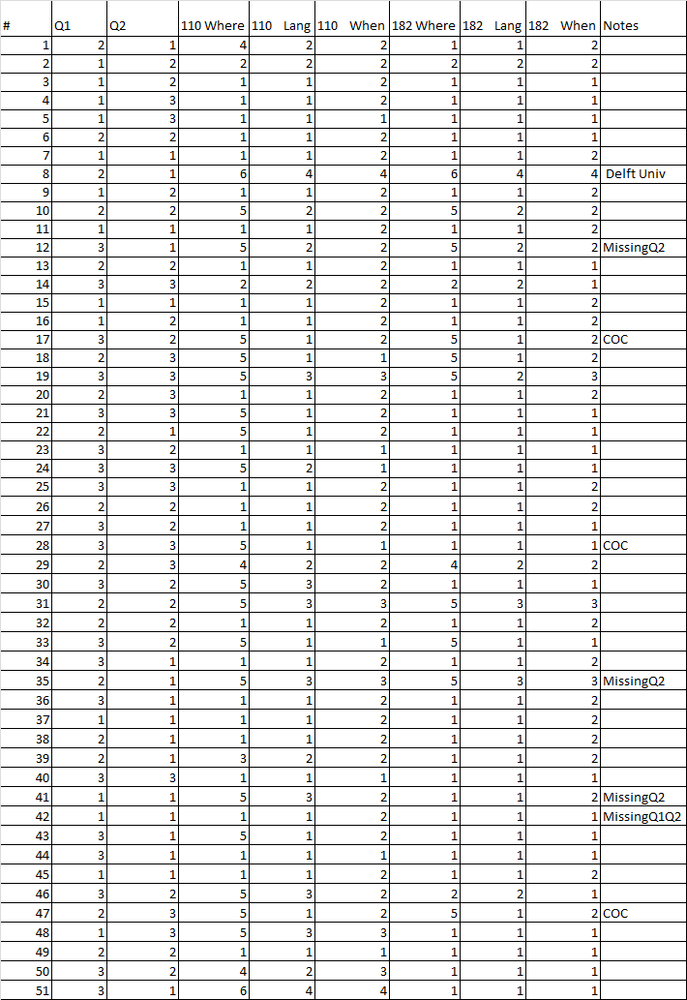 # Q1 Q2 110 Where 110 Lang 110 When 182 Where 182 Lang 182 When Notes
1 2 1 4 2 2 1 1 2
2 1 2 2 2 2 2 2 2
3 1 2 1 1 2 1 1 1
4 1 3 1 1 2 1 1 1
5 1 3 1 1 1 1 1 1
6 2 2 1 1 2 1 1 1
7 1 1 1 1 2 1 1 2
8 2 1 6 4 4 6 4 4 Delft Univ
9 1 2 1 1 2 1 1 2
10 2 2 5 2 2 5 2 2
11 1 1 1 1 2 1 1 2
12 3 1 5 2 2 5 2 2 MissingQ2
13 2 2 1 1 2 1 1 1
14 3 3 2 2 2 2 2 1
15 1 1 1 1 2 1 1 2
16 1 2 1 1 2 1 1 2
17 3 2 5 1 2 5 1 2 COC
18 2 3 5 1 1 5 1 2
19 3 3 5 3 3 5 2 3
20 2 3 1 1 2 1 1 2
21 3 3 5 1 2 1 1 1
22 2 1 5 1 2 1 1 1
23 3 2 1 1 1 1 1 1
24 3 3 5 2 1 1 1 1
25 3 3 1 1 2 1 1 2
26 2 2 1 1 2 1 1 2
27 3 2 1 1 2 1 1 1
28 3 3 5 1 1 1 1 1 COC
29 2 3 4 2 2 4 2 2
30 3 2 5 3 2 1 1 1
31 2 2 5 3 3 5 3 3
32 2 2 1 1 2 1 1 2
33 3 2 5 1 1 5 1 1
34 3 1 1 1 2 1 1 2
35 2 1 5 3 3 5 3 3 MissingQ2
36 3 1 1 1 2 1 1 2
37 1 1 1 1 2 1 1 2
38 2 1 1 1 2 1 1 2
39 2 1 3 2 2 1 1 2
40 3 3 1 1 1 1 1 1
41 1 1 5 3 2 1 1 2 MissingQ2
42 1 1 1 1 2 1 1 1 MissingQ1Q2
43 3 1 5 1 2 1 1 1
44 3 1 1 1 1 1 1 1
45 1 1 1 1 2 1 1 2
46 3 2 5 3 2 2 2 1
47 2 3 5 1 2 5 1 2 COC
48 1 3 5 3 3 1 1 1
49 2 2 1 1 1 1 1 1
50 3 2 4 2 3 1 1 1
51 3 1 6 4 4 1 1 1